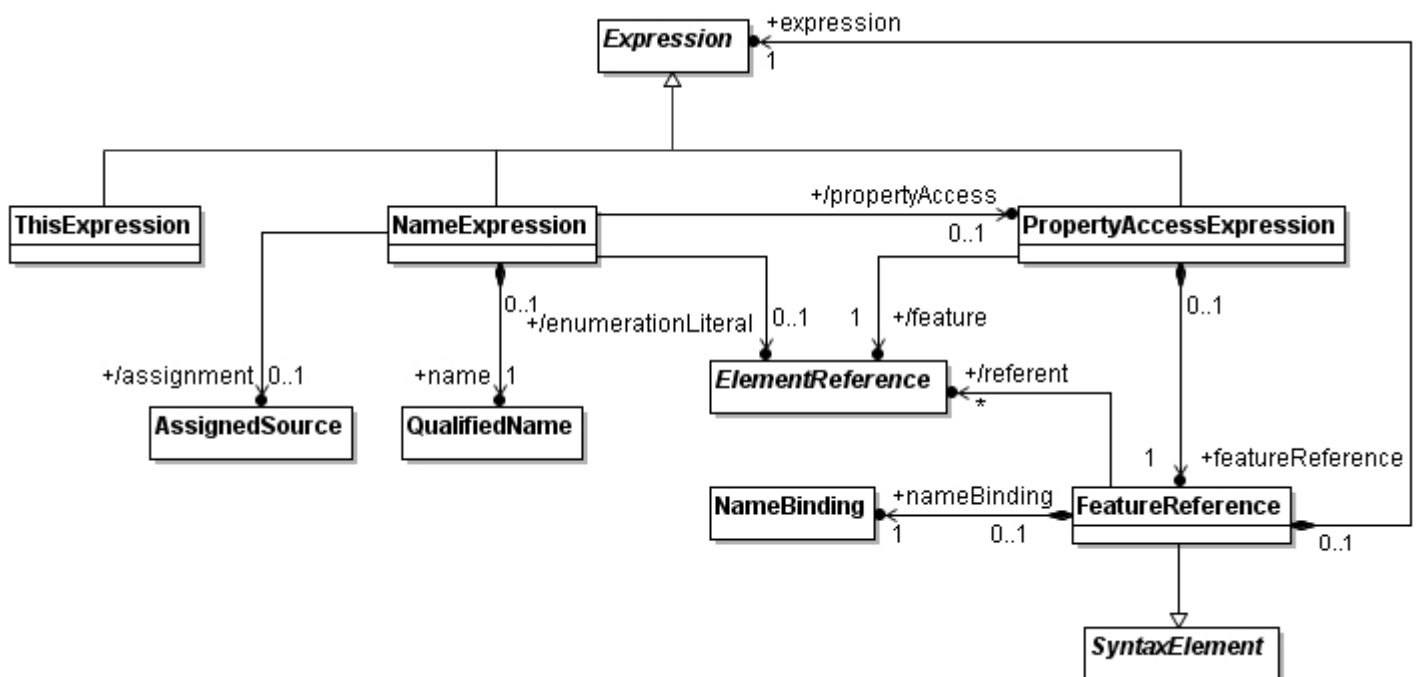 Expression
+expression
1
+/propertyAccess
0..1
ThisExpression
NameExpression
PropertyAccessExpression
0..1
+/enumerationLiteral
0..1
1
+/feature
0..1
+/assignment
0..1
+name
1
ElementReference
+/referent
*
AssignedSource
QualifiedName
1
+featureReference
NameBinding
+nameBinding
1
0..1
FeatureReference
0..1
SyntaxElement